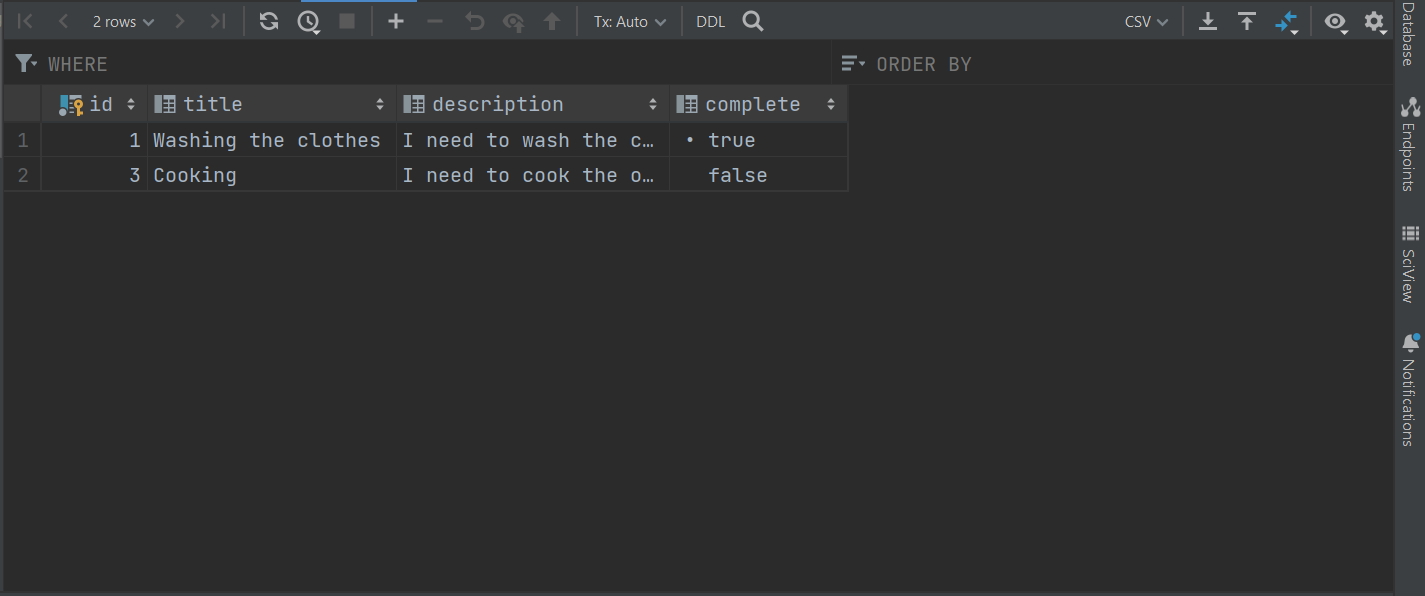 2 rows Tx: Auto DDL CSV
WHERE ORDER BY
id title description complete
1 1 Washing the clothes I need to wash the c… • true
2 3 Cooking I need to cook the o… false
Database
Endpoints
SciView
Notifications